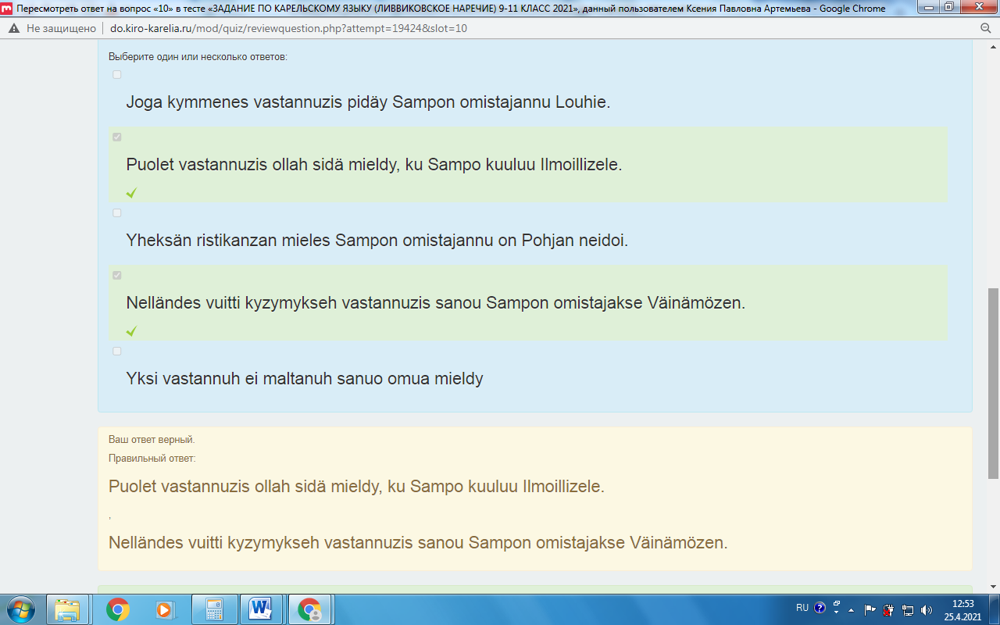 Пересмотреть ответ на вопрос «10» в тесте «ЗАДАНИЕ ПО КАРЕЛЬСКОМУ ЯЗЫКУ (ЛИВВИКОВСКОЕ НАРЕЧИЕ) 9-11 КЛАСС 2021», данный пользователем Ксения Павловна Артемьева - Google Chrome
Не защищено do.kiro-karelia.ru/mod/quiz/reviewquestion.php?attempt=19424&slot=10
Выберите один или несколько ответов:
Joga kymmenes vastannuzis pidäy Sampon omistajannu Louhie.
Puolet vastannuzis ollah sidä mieldy, ku Sampo kuuluu Ilmoillizele.
Yheksän ristikanzan mieles Sampon omistajannu on Pohjan neidoi.
Nelländes vuitti kyzymykseh vastannuzis sanou Sampon omistajakse Väinämözen.
Yksi vastannuh ei maltanuh sanuo omua mieldy
Ваш ответ верный.
Правильный ответ:
Puolet vastannuzis ollah sidä mieldy, ku Sampo kuuluu Ilmoillizele.
,
Nelländes vuitti kyzymykseh vastannuzis sanou Sampon omistajakse Väinämözen.
RU
12:53
25.4.2021